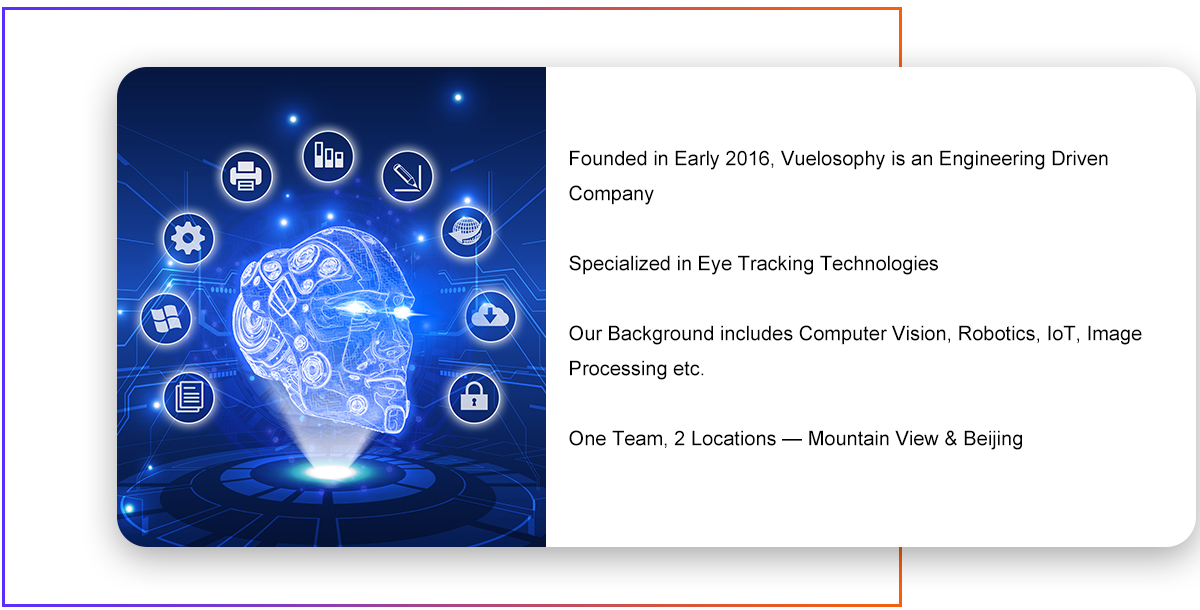 Founded in Early 2016, Vuelosophy is an Engineering Driven
Company
Specialized in Eye Tracking Technologies
Our Background includes Computer Vision, Robotics, IoT, Image
Processing etc.
One Team, 2 Locations — Mountain View & Beijing